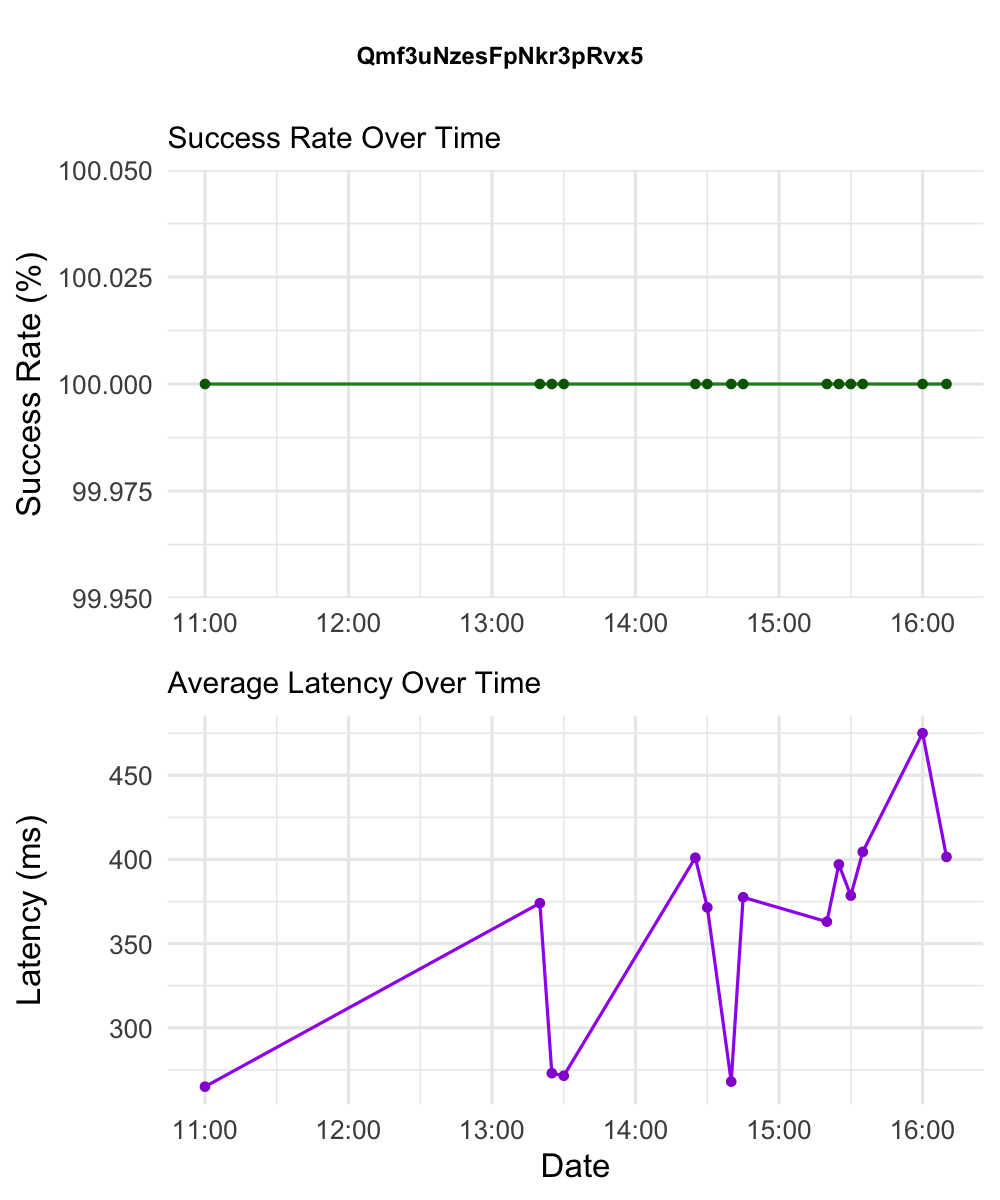 Qmf3uNzesFpNkr3pRvx5
Success Rate Over Time
Success Rate (%)
100.050
100.025
100.000
99.975
99.950
11:00 12:00 13:00 14:00 15:00 16:00
Average Latency Over Time
Latency (ms)
450
400
350
300
11:00 12:00 13:00 14:00 15:00 16:00
Date